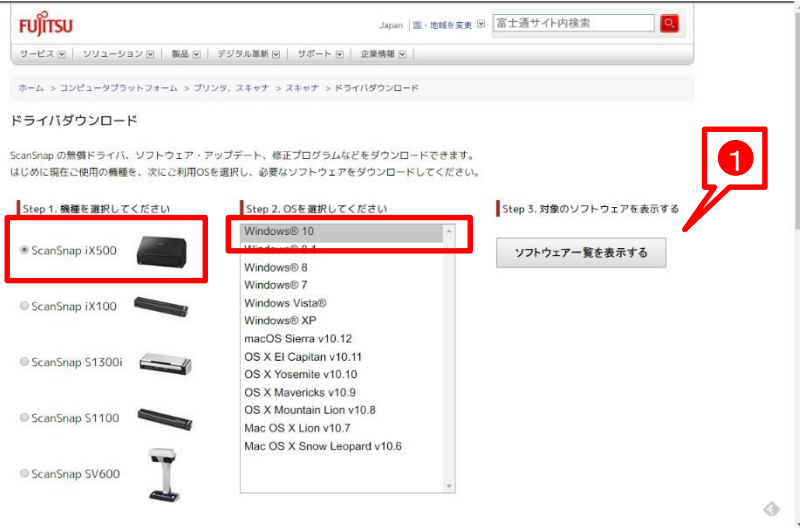 FUJITSU
Japan | 国・地域を変更
富士通サイト内検索
サービス | ソリューション | 製品 | デジタル革新 | サポート | 企業情報 |
ホーム > コンピュータプラットフォーム > プリンタ、スキャナ > スキャナ > ドライバダウンロード
ドライバダウンロード
ScanSnap の無償ドライバ、ソフトウェア・アップデート、修正プログラムなどをダウンロードできます。
はじめに現在ご使用の機種を、次にご利用OSを選択し、必要なソフトウェアをダウンロードしてください。
1
Step 1. 機種を選択してください
ScanSnap iX500
ScanSnap iX100
ScanSnap S1300i
ScanSnap S1100
ScanSnap SV600
Step 2. OSを選択してください
Windows® 10
Windows® 8.1
Windows® 8
Windows® 7
Windows Vista®
Windows® XP
macOS Sierra v10.12
OS X El Capitan v10.11
OS X Yosemite v10.10
OS X Mavericks v10.9
OS X Mountain Lion v10.8
Mac OS X Lion v10.7
Mac OS X Snow Leopard v10.6
Step 3. 対象のソフトウェアを表示する
ソフトウェア一覧を表示する